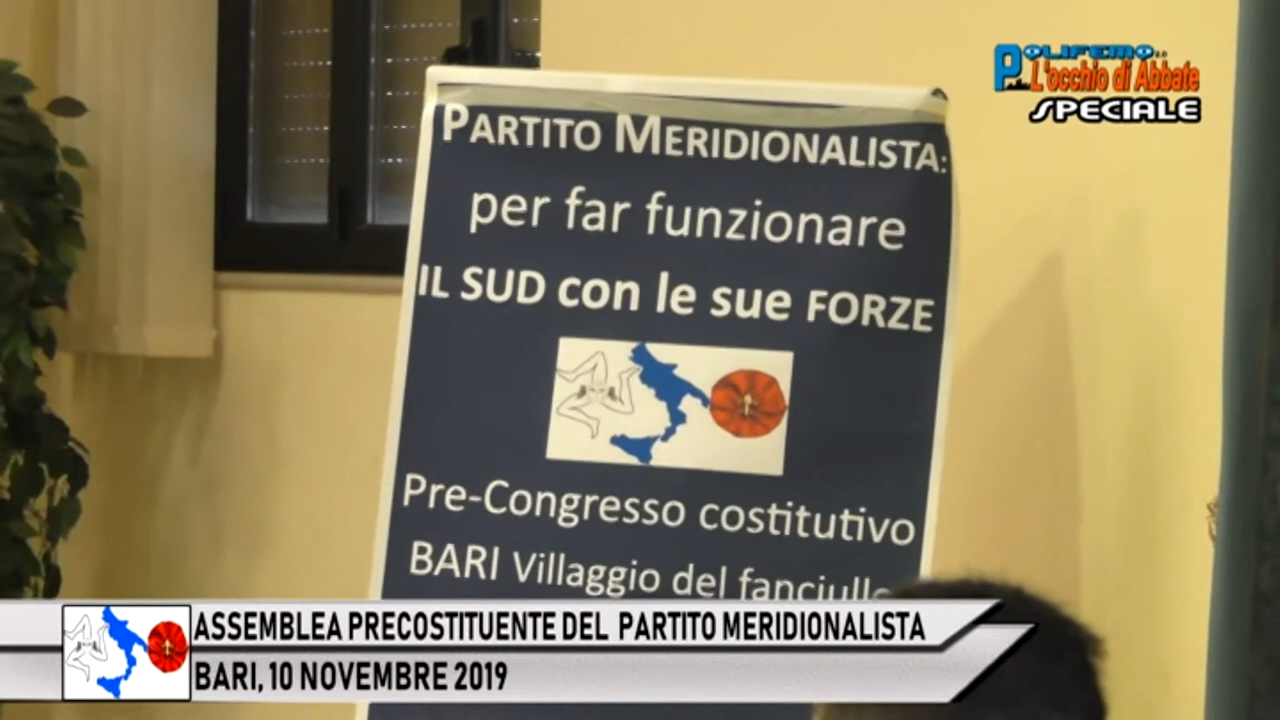 POLIFEMO
L'occhio di Abbate
SPECIALE
PARTITO MERIDIONALISTA:
per far funzionare
IL SUD con le sue FORZE
Pre-Congresso costitutivo
BARI Villaggio del fanciullo
ASSEMBLEA PRECOSTITUENTE DEL PARTITO MERIDIONALISTA
BARI, 10 NOVEMBRE 2019